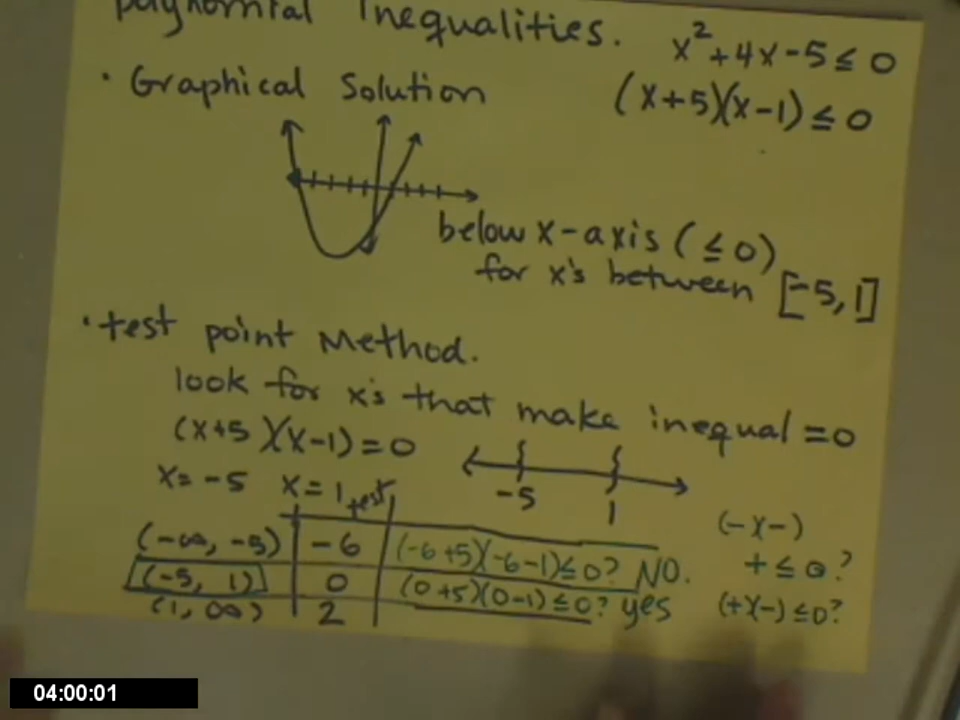 polynomial Inequalities.
x²+4x-5≤0
• Graphical Solution
(x+5)(x-1)≤0
below x-axis (≤0)
for x's between [-5,1]
• test point Method.
look for x's that make inequal =0
(x+5)(x-1)=0
x=-5 x=1
-5 1
test
(-∞,-5) -6 (-6+5)(-6-1)≤0? NO.
(-5, 1) 0 (0+5)(0-1)≤0? yes
(1, ∞) 2
(-)(-)
+≤0?
(+)(-)≤0?
04:00:01